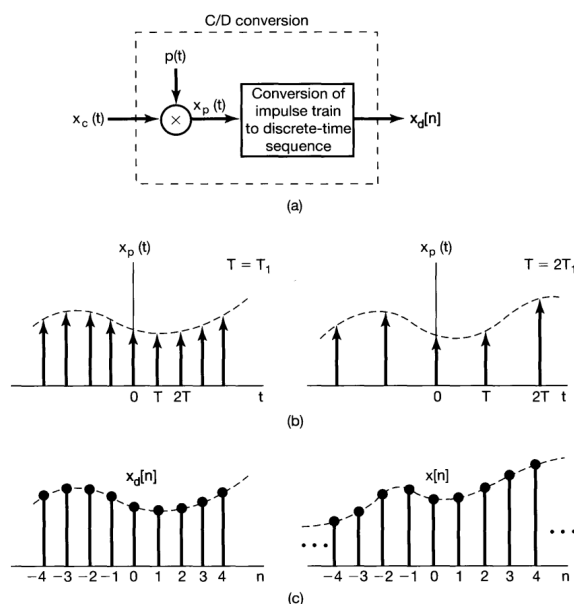 C/D conversion
p(t)
x_c (t)
×
x_p (t)
Conversion of
impulse train
to discrete-time
sequence
x_d[n]
(a)
x_p (t)
T = T_1
0 T 2T t
x_p (t)
T = 2T_1
0 T 2T t
(b)
x_d[n]
-4 -3 -2 -1 0 1 2 3 4 n
x[n]
-4 -3 -2 -1 0 1 2 3 4 n
(c)